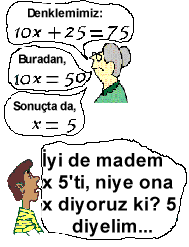 Denklemimiz:
10x + 25 = 75
Buradan,
10x = 50
Sonuçta da,
x = 5
İyi de madem
x 5'ti, niye ona
x diyoruz ki? 5
diyelim...